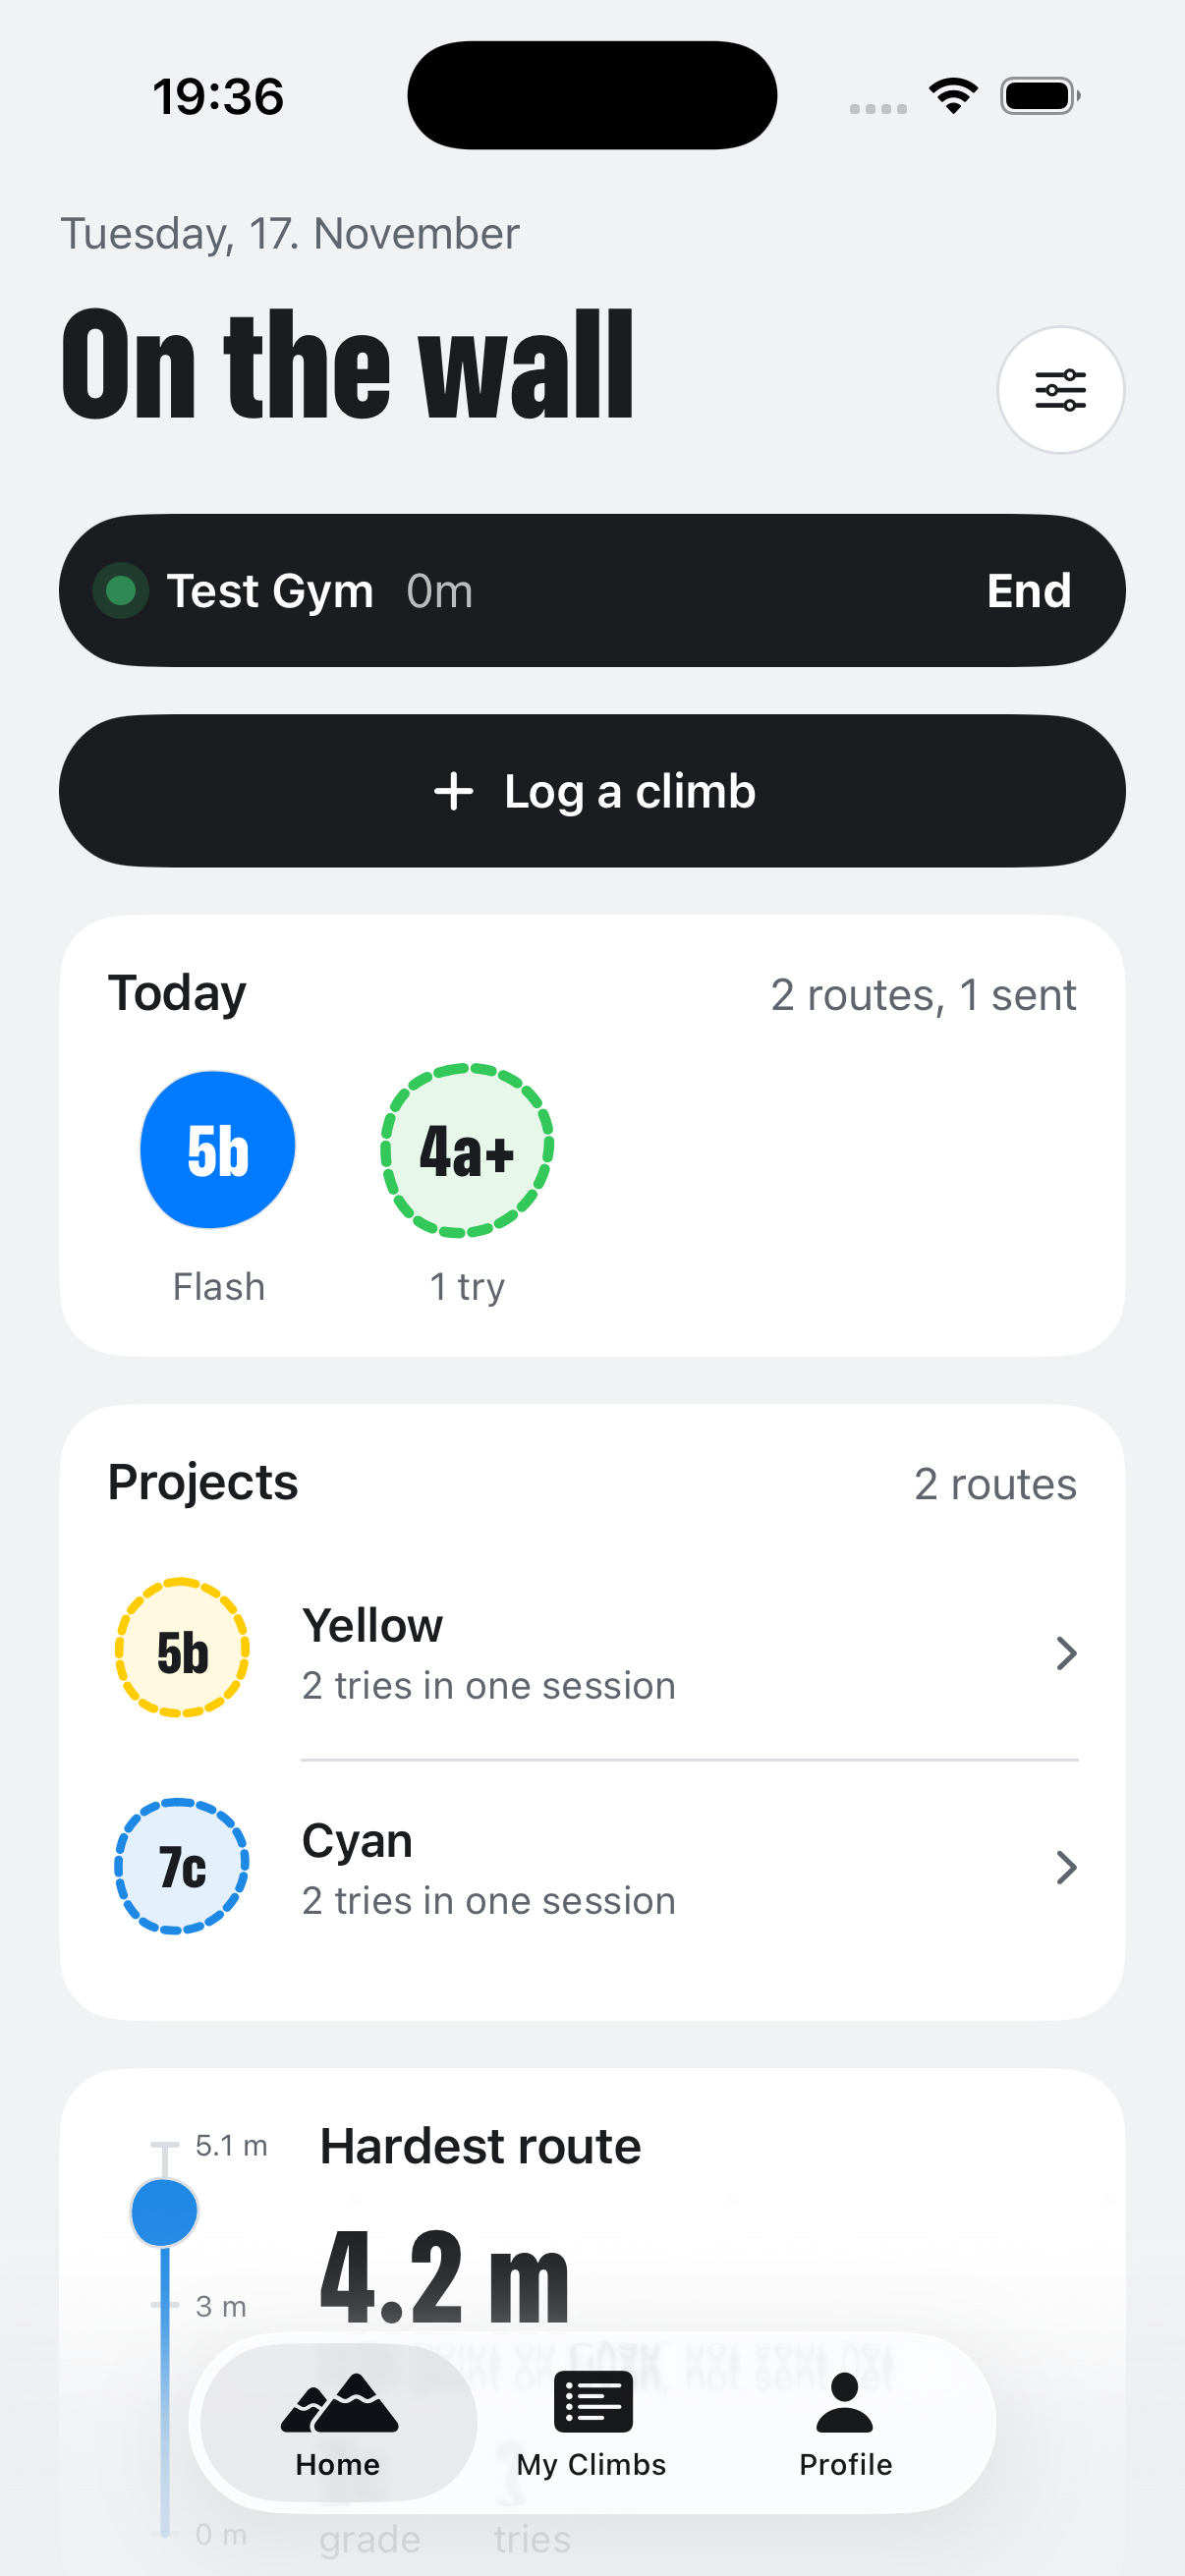 19:36
Tuesday, 17. November
On the wall
Test Gym 0m End
+ Log a climb
Today 2 routes, 1 sent
5b 4a+
Flash 1 try
Projects 2 routes
5b Yellow
2 tries in one session
7c Cyan
2 tries in one session
5.1 m Hardest route
4.2 m
3 m
Home My Climbs Profile
0 m grade tries